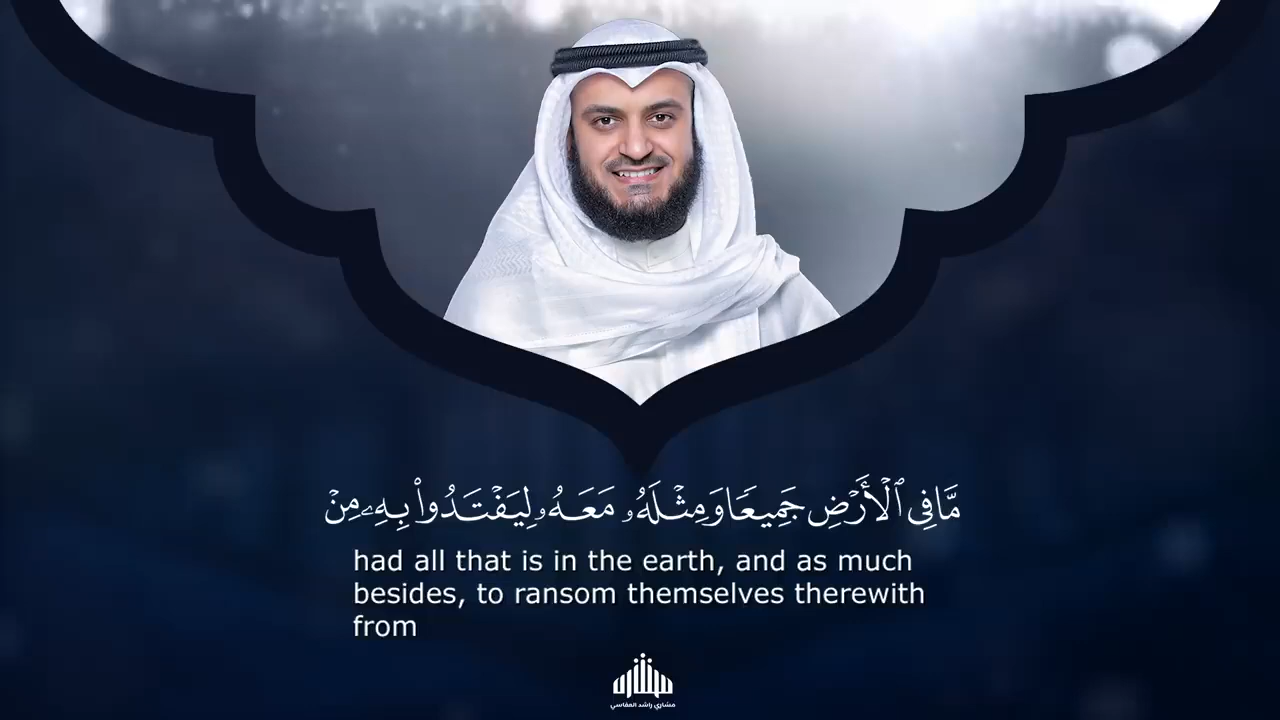 مَّا فِى ٱلْأَرْضِ جَمِيعًا وَمِثْلَهُۥ مَعَهُۥ لِيَفْتَدُوا۟ بِهِۦ مِنْ
had all that is in the earth, and as much
besides, to ransom themselves therewith
from
مشاري راشد العفاسي